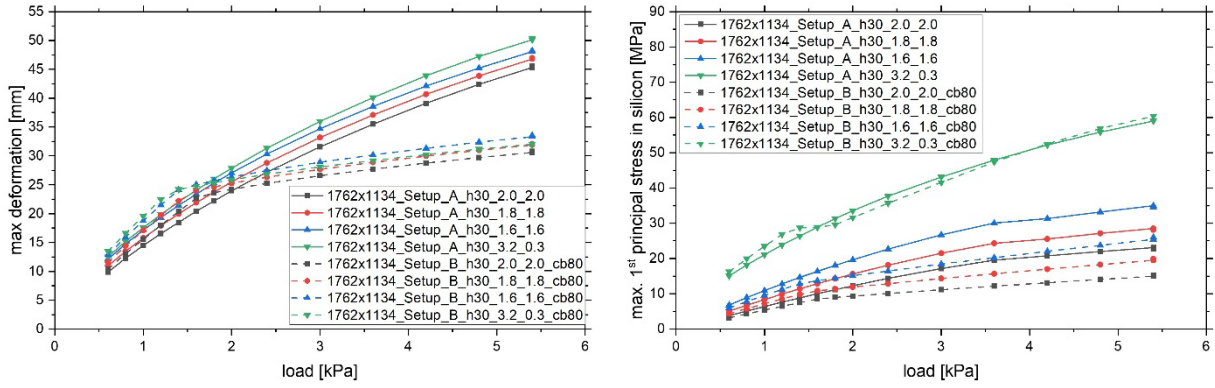 max deformation [mm]
55
50
45
40
35
30
25
20
15
10
5
0
1762x1134_Setup_A_h30_2.0_2.0
1762x1134_Setup_A_h30_1.8_1.8
1762x1134_Setup_A_h30_1.6_1.6
1762x1134_Setup_A_h30_3.2_0.3
1762x1134_Setup_B_h30_2.0_2.0_cb80
1762x1134_Setup_B_h30_1.8_1.8_cb80
1762x1134_Setup_B_h30_1.6_1.6_cb80
1762x1134_Setup_B_h30_3.2_0.3_cb80
0 1 2 3 4 5 6
load [kPa]
max. 1st principal stress in silicon [MPa]
90
80
70
60
50
40
30
20
10
0
1762x1134_Setup_A_h30_2.0_2.0
1762x1134_Setup_A_h30_1.8_1.8
1762x1134_Setup_A_h30_1.6_1.6
1762x1134_Setup_A_h30_3.2_0.3
1762x1134_Setup_B_h30_2.0_2.0_cb80
1762x1134_Setup_B_h30_1.8_1.8_cb80
1762x1134_Setup_B_h30_1.6_1.6_cb80
1762x1134_Setup_B_h30_3.2_0.3_cb80
0 1 2 3 4 5 6
load [kPa]